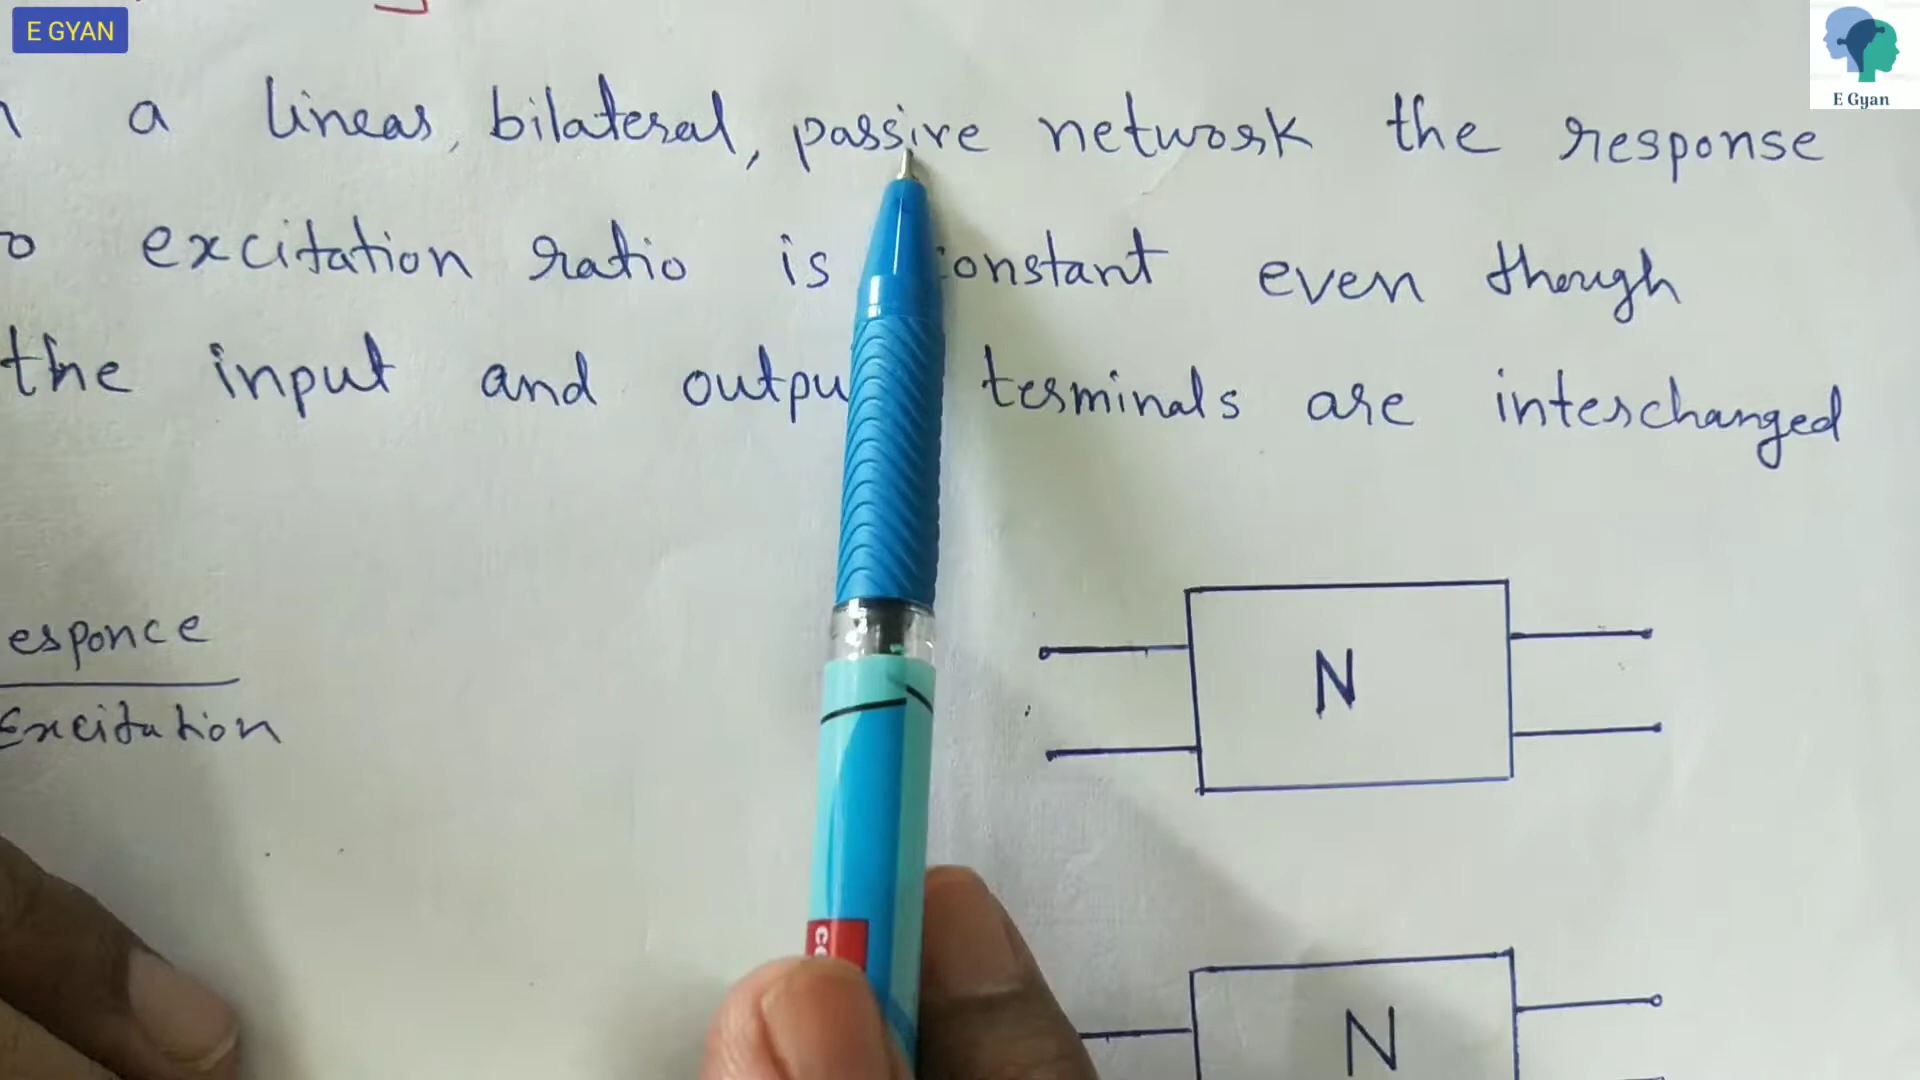 E GYAN
E Gyan
a linear, bilateral, passive network the response
excitation ratio is constant even though
the input and output terminals are interchanged
esponce
Excitation
N
N